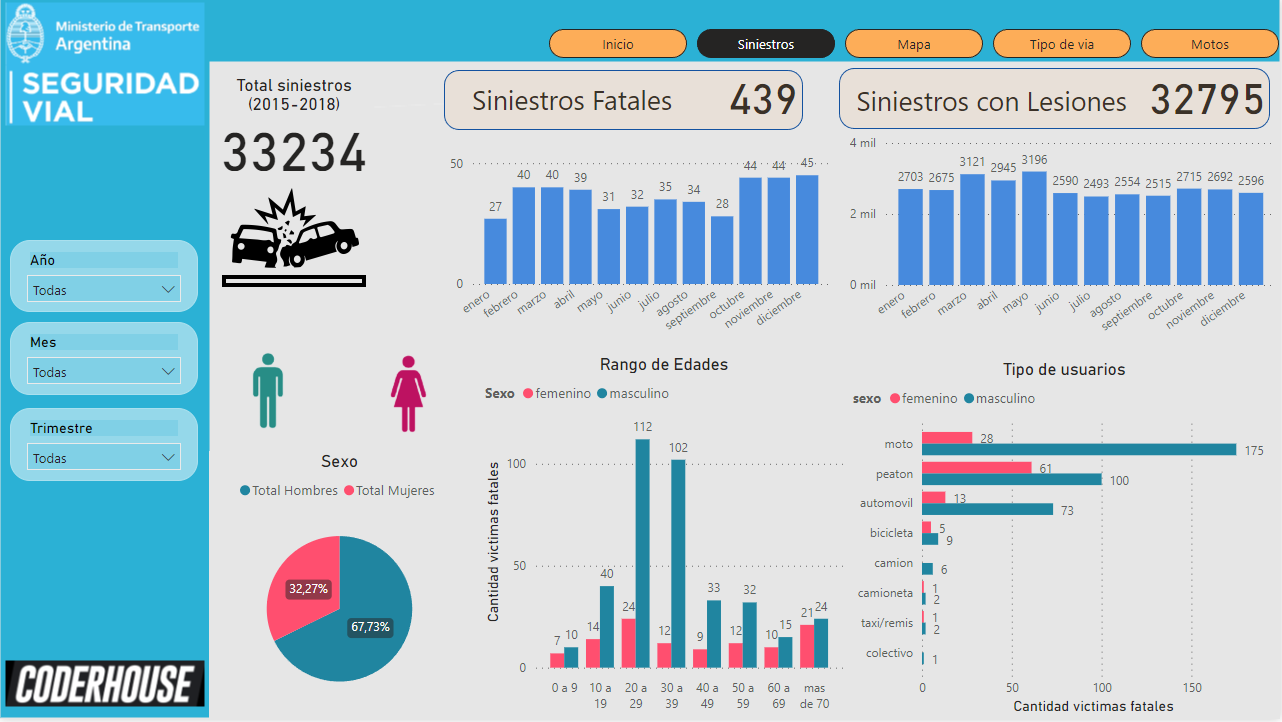 Ministerio de Transporte
Argentina
SEGURIDAD
VIAL
Inicio
Siniestros
Mapa
Tipo de via
Motos
Total siniestros
(2015-2018)
33234
Siniestros Fatales 439
Siniestros con Lesiones 32795
50
0
27
40
40
39
31
32
35
34
28
44
44
45
enero
febrero
marzo
abril
mayo
junio
julio
agosto
septiembre
octubre
noviembre
diciembre
4 mil
2 mil
0 mil
2703
2675
3121
2945
3196
2590
2493
2554
2515
2715
2692
2596
enero
febrero
marzo
abril
mayo
junio
julio
agosto
septiembre
octubre
noviembre
diciembre
Año
Todas
Mes
Todas
Trimestre
Todas
Sexo
Total Hombres Total Mujeres
32,27%
67,73%
Rango de Edades
Sexo femenino masculino
Cantidad victimas fatales
100
50
0
7
10
14
40
24
112
12
102
9
33
12
32
10
15
21
24
0 a 9
10 a
19
20 a
29
30 a
39
40 a
49
50 a
59
60 a
69
mas
de 70
Tipo de usuarios
sexo femenino masculino
moto 28
175
peaton 61
100
automovil 13
73
bicicleta 5
9
camion 6
camioneta 1
2
taxi/remis 1
2
colectivo 1
0 50 100 150
Cantidad victimas fatales
CODERHOUSE